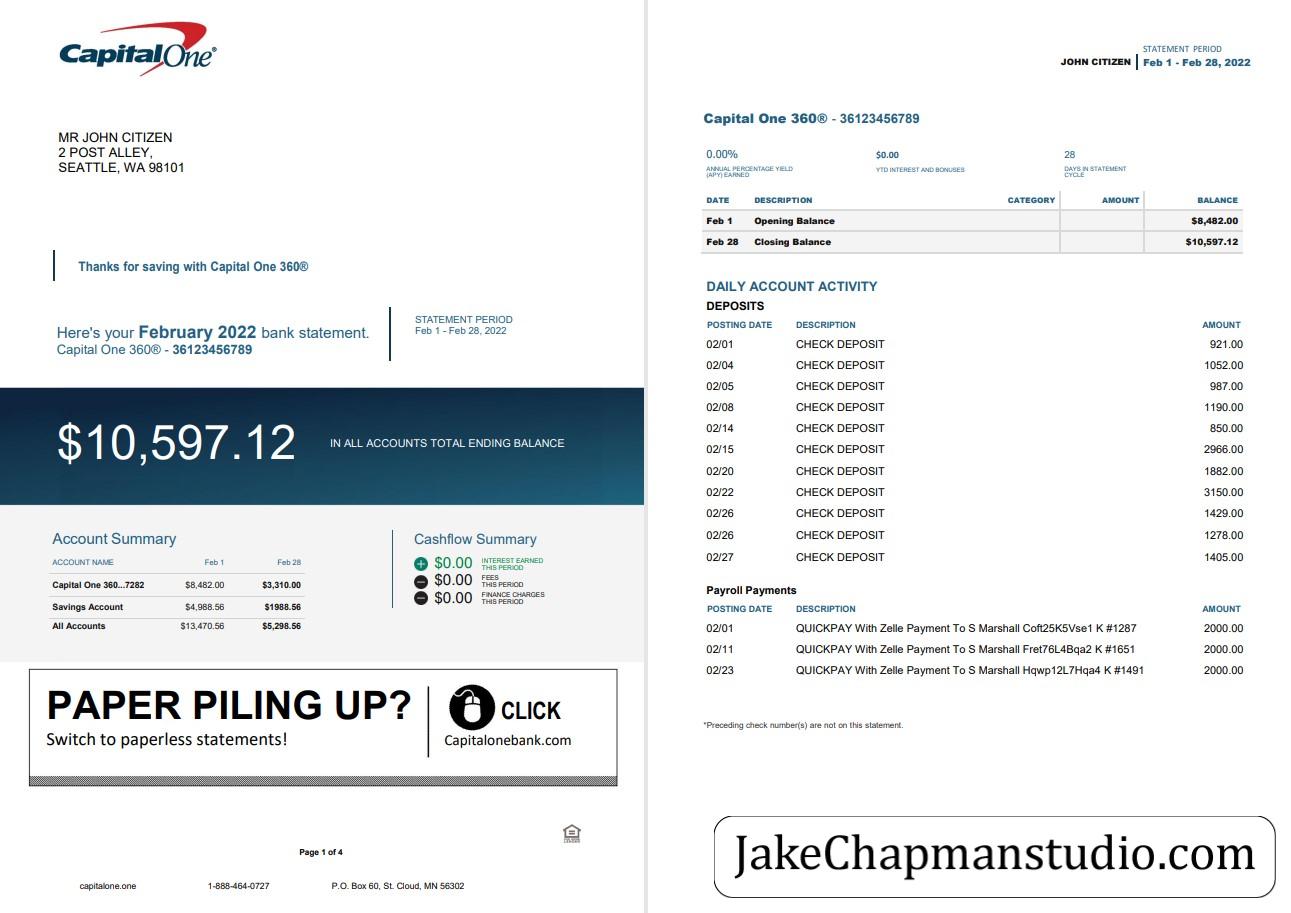 Capital One®
MR JOHN CITIZEN
2 POST ALLEY,
SEATTLE, WA 98101
Thanks for saving with Capital One 360®
Here's your February 2022 bank statement.
Capital One 360® - 36123456789
STATEMENT PERIOD
Feb 1 - Feb 28, 2022
$10,597.12 IN ALL ACCOUNTS TOTAL ENDING BALANCE
Account Summary
ACCOUNT NAME Feb 1 Feb 28
Capital One 360...7282 $8,482.00 $3,310.00
Savings Account $4,988.56 $1988.56
All Accounts $13,470.56 $5,298.56
Cashflow Summary
$0.00 INTEREST EARNED
THIS PERIOD
$0.00 FEES
THIS PERIOD
$0.00 FINANCE CHARGES
THIS PERIOD
PAPER PILING UP?
Switch to paperless statements!
CLICK
Capitalonebank.com
Page 1 of 4
capitalone.one 1-888-464-0727 P.O. Box 60, St. Cloud, MN 56302
STATEMENT PERIOD
JOHN CITIZEN Feb 1 - Feb 28, 2022
Capital One 360® - 36123456789
0.00% $0.00 28
ANNUAL PERCENTAGE YIELD YTD INTEREST AND BONUSES DAYS IN STATEMENT
(APY) EARNED CYCLE
DATE DESCRIPTION CATEGORY AMOUNT BALANCE
Feb 1 Opening Balance $8,482.00
Feb 28 Closing Balance $10,597.12
DAILY ACCOUNT ACTIVITY
DEPOSITS
POSTING DATE DESCRIPTION AMOUNT
02/01 CHECK DEPOSIT 921.00
02/04 CHECK DEPOSIT 1052.00
02/05 CHECK DEPOSIT 987.00
02/08 CHECK DEPOSIT 1190.00
02/14 CHECK DEPOSIT 850.00
02/15 CHECK DEPOSIT 2966.00
02/20 CHECK DEPOSIT 1882.00
02/22 CHECK DEPOSIT 3150.00
02/26 CHECK DEPOSIT 1429.00
02/26 CHECK DEPOSIT 1278.00
02/27 CHECK DEPOSIT 1405.00
Payroll Payments
POSTING DATE DESCRIPTION AMOUNT
02/01 QUICKPAY With Zelle Payment To S Marshall Coft25K5Vse1 K #1287 2000.00
02/11 QUICKPAY With Zelle Payment To S Marshall Fret76L4Bqa2 K #1651 2000.00
02/23 QUICKPAY With Zelle Payment To S Marshall Hqwp12L7Hqa4 K #1491 2000.00
*Preceding check number(s) are not on this statement.
JakeChapmanstudio.com